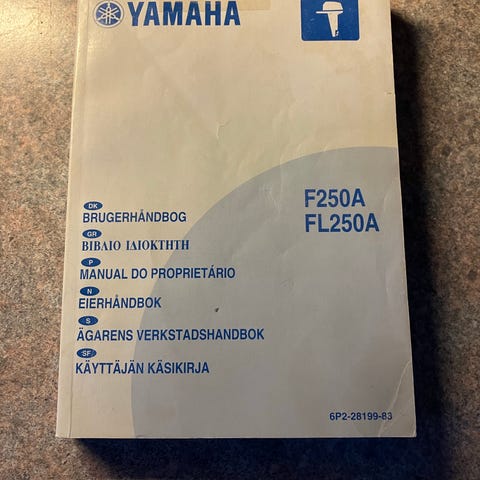 YAMAHA
F250A
FL250A
DK
BRUGERHÅNDBOG
GR
ΒΙΒΛΙΟ ΙΔΙΟΚΤΗΤΗ
P
MANUAL DO PROPRIETÁRIO
N
EIERHÅNDBOK
S
ÄGARENS VERKSTADSHANDBOK
SF
KÄYTTÄJÄN KÄSIKIRJA
6P2-28199-83